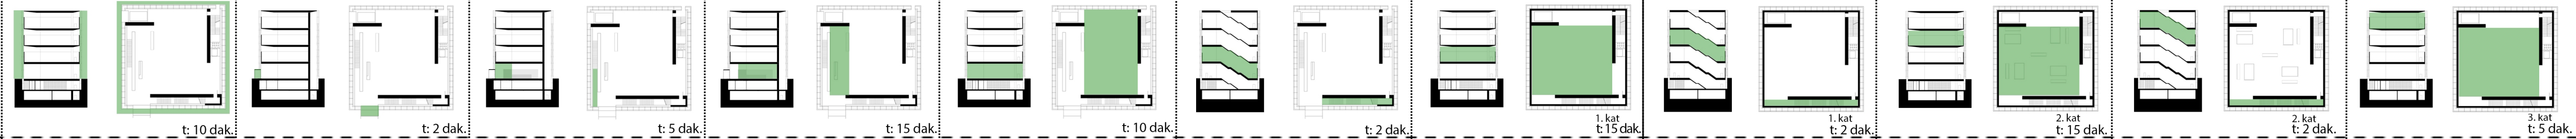 t: 10 dak.
t: 2 dak.
t: 5 dak.
t: 15 dak.
t: 10 dak.
t: 2 dak.
1. kat
t:15 dak.
1. kat
t: 2 dak.
2. kat
t: 15 dak.
2. kat
t: 2 dak.
3. kat
t: 5 dak.